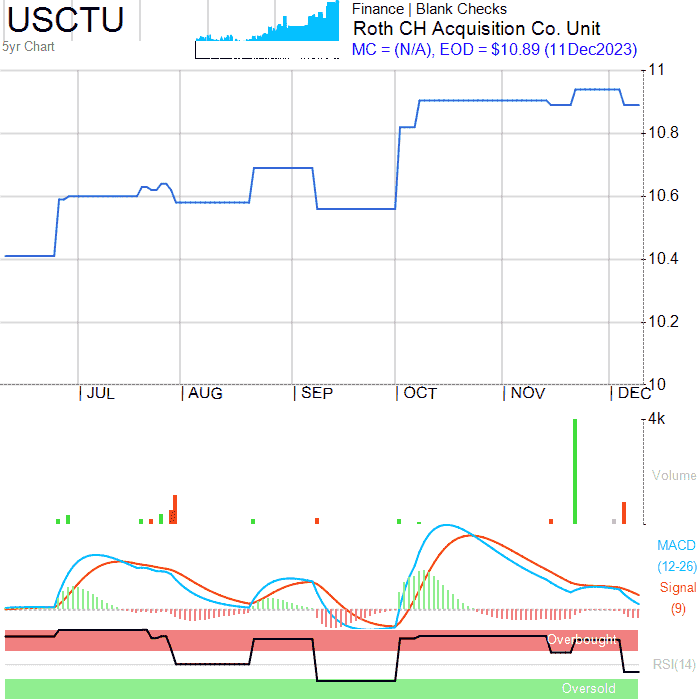 USCTU
5yr Chart
Finance | Blank Checks
Roth CH Acquisition Co. Unit
MC = (N/A), EOD = $10.89 (11Dec2023)
11
10.8
10.6
10.4
10.2
10
| JUL | AUG | SEP | OCT | NOV | DEC
4k
Volume
MACD
(12-26)
Signal
(9)
Overbought
RSI(14)
Oversold